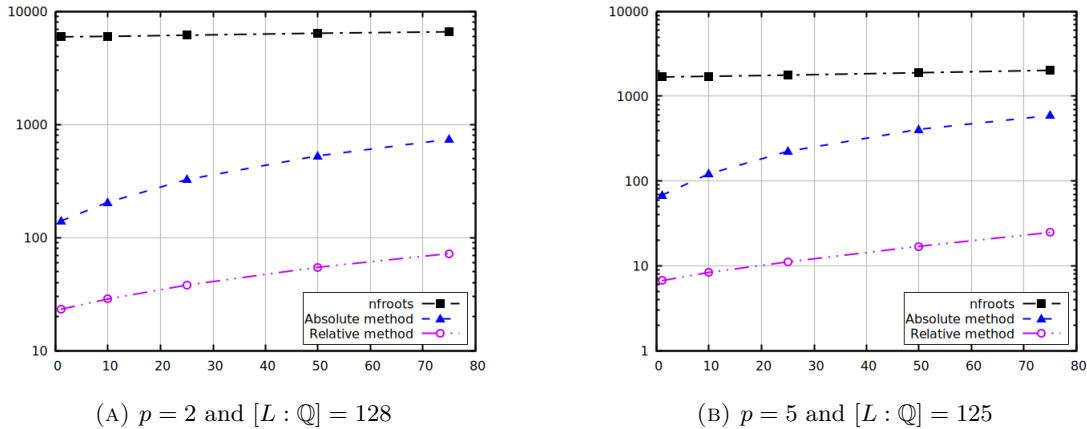 10000
1000
100
10
0 10 20 30 40 50 60 70 80
nfroots
Absolute method
Relative method
(A) p = 2 and [L : ℚ] = 128
10000
1000
100
10
1
0 10 20 30 40 50 60 70 80
nfroots
Absolute method
Relative method
(B) p = 5 and [L : ℚ] = 125